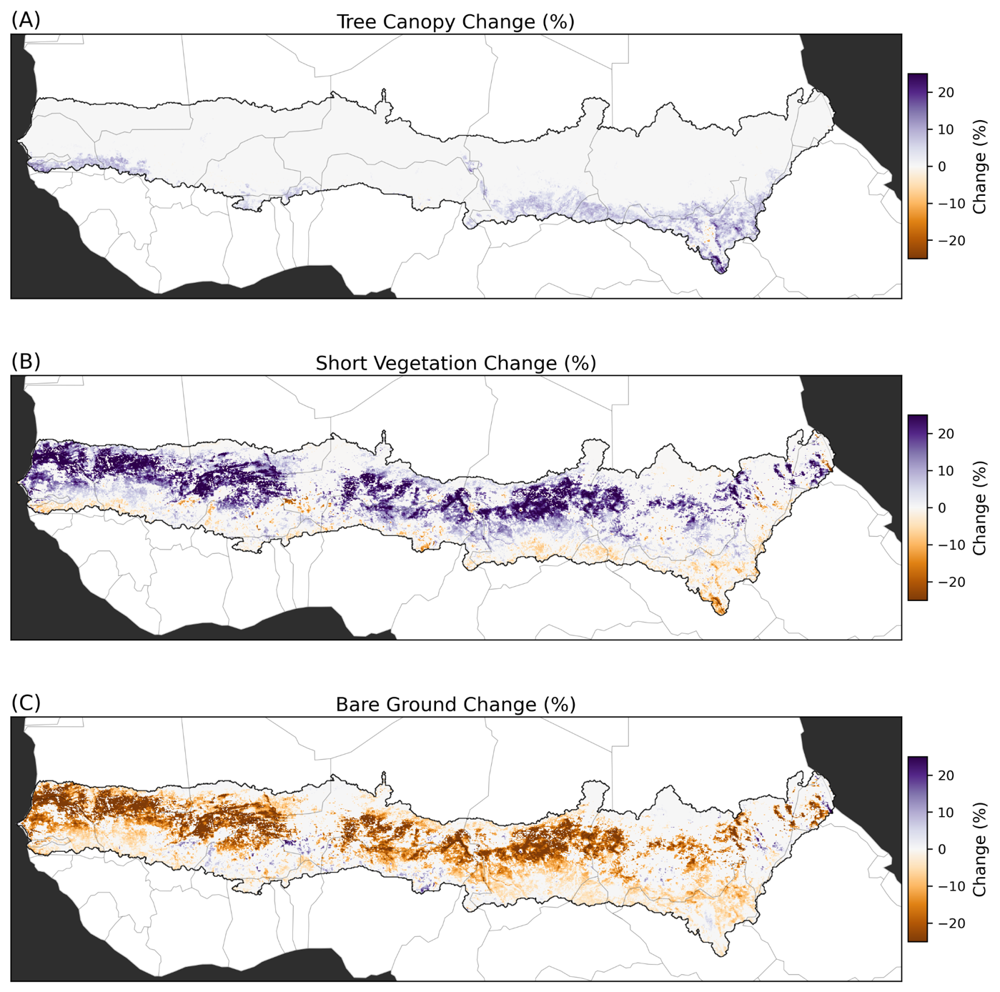 (A)
Tree Canopy Change (%)
20
10
0
−10
−20
Change (%)
(B)
Short Vegetation Change (%)
20
10
0
−10
−20
Change (%)
(C)
Bare Ground Change (%)
20
10
0
−10
−20
Change (%)